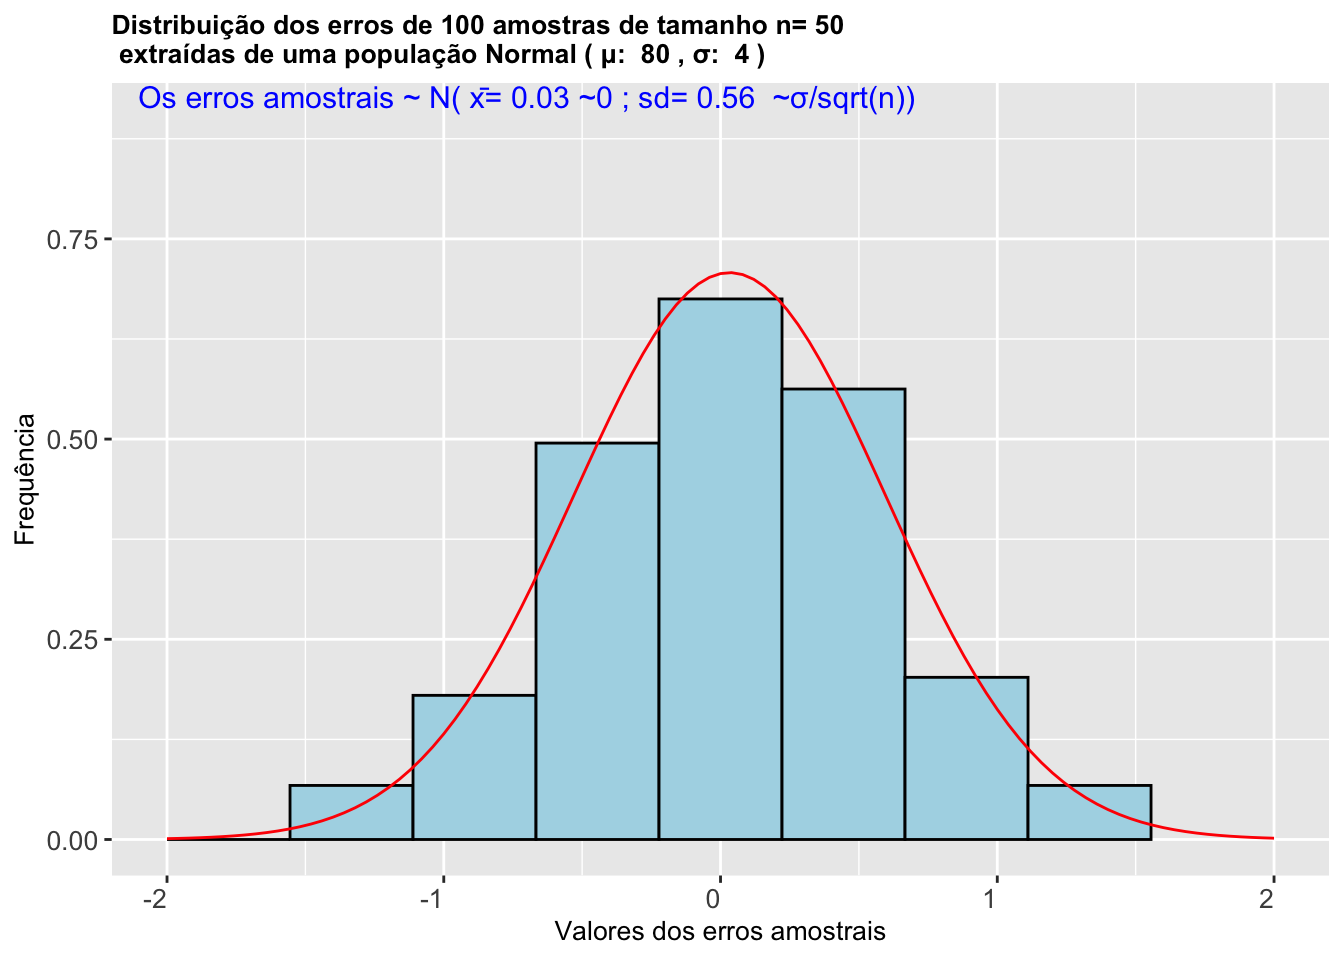 Distribuição dos erros de 100 amostras de tamanho n= 50
extraídas de uma população Normal ( μ:  80 , σ:  4 )
Os erros amostrais ~ N( x̄= 0.03 ~0 ; sd= 0.56  ~σ/sqrt(n))
0.75
0.50
0.25
0.00
Frequência
-2 -1 0 1 2
Valores dos erros amostrais